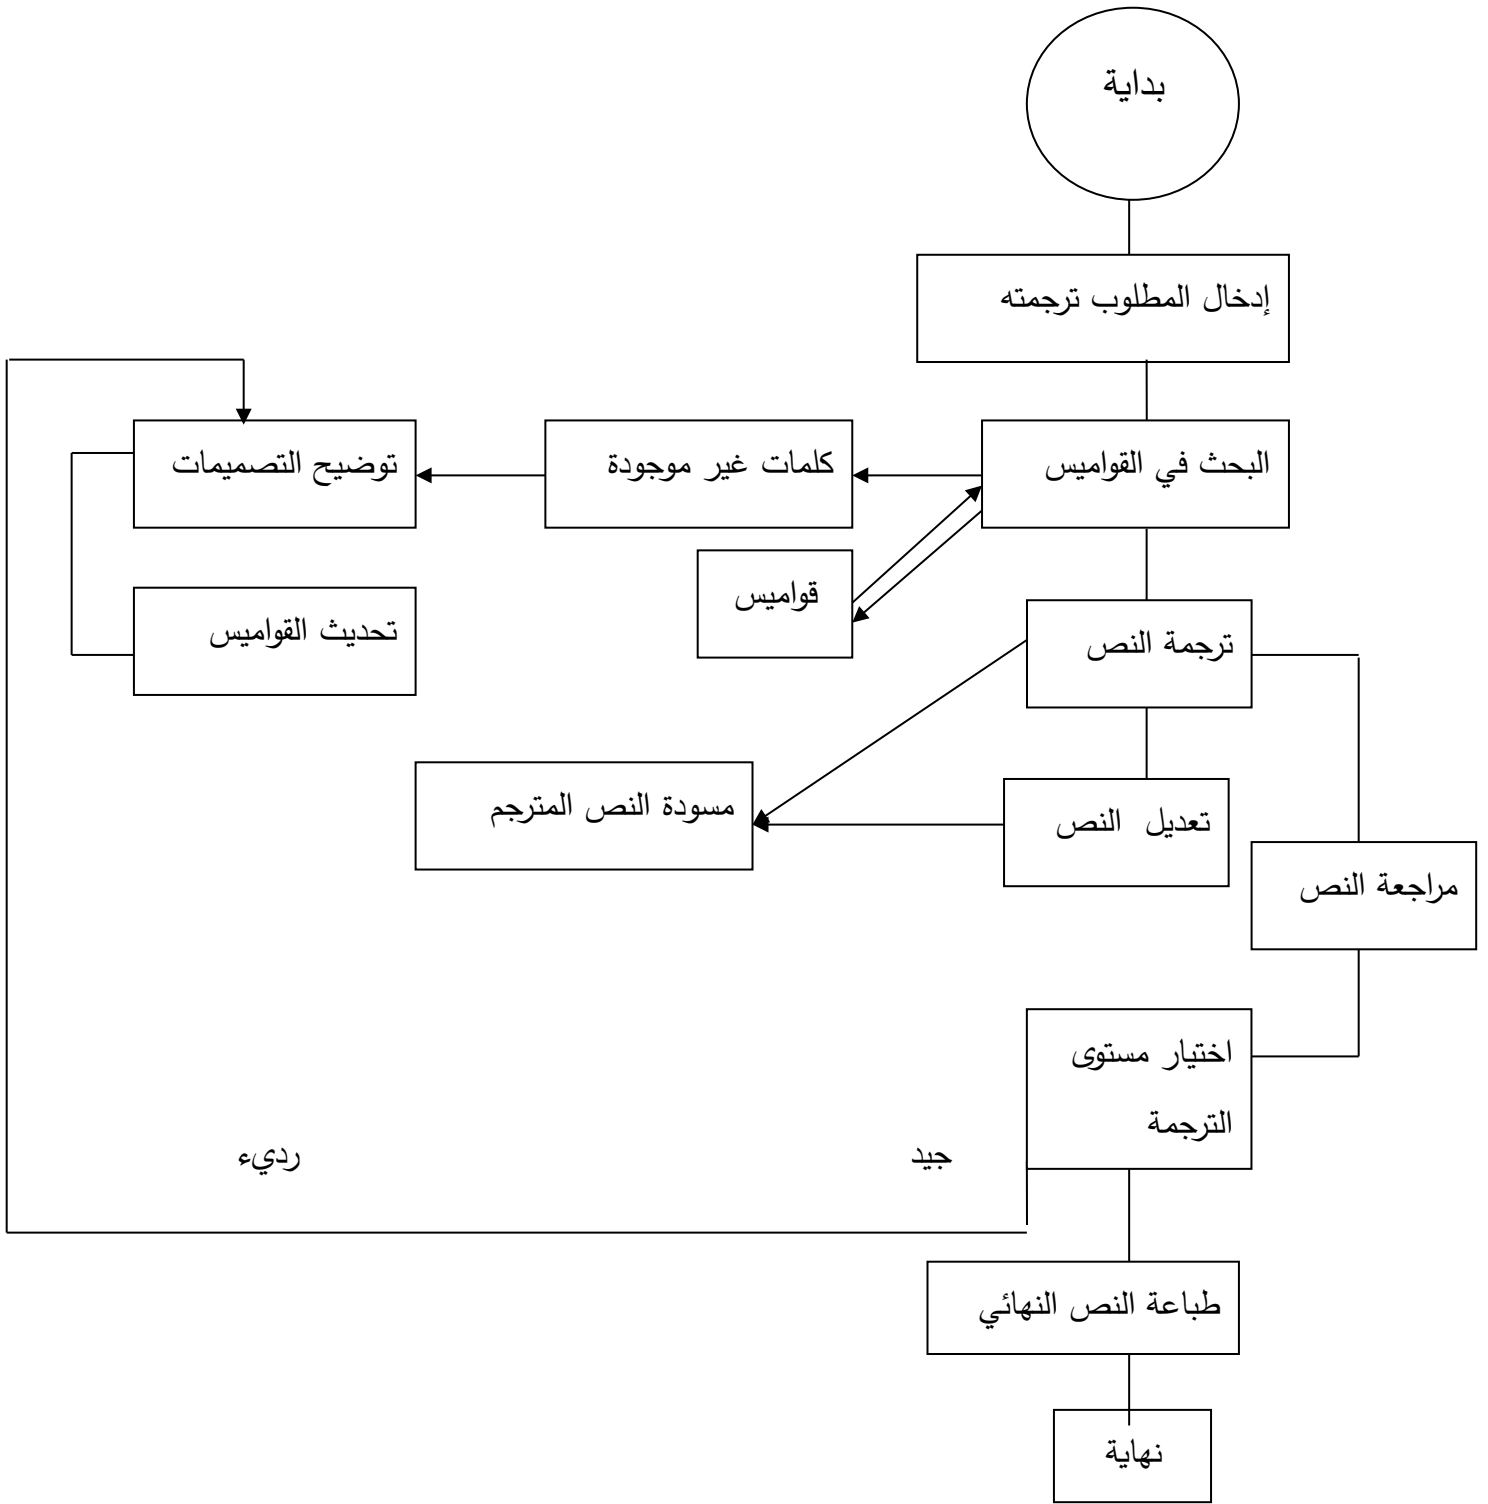 بداية
إدخال المطلوب ترجمته
البحث في القواميس
كلمات غير موجودة
توضيح التصميمات
قواميس
تحديث القواميس
ترجمة النص
مسودة النص المترجم
تعديل النص
مراجعة النص
اختيار مستوى
الترجمة
جيد
رديء
طباعة النص النهائي
نهاية